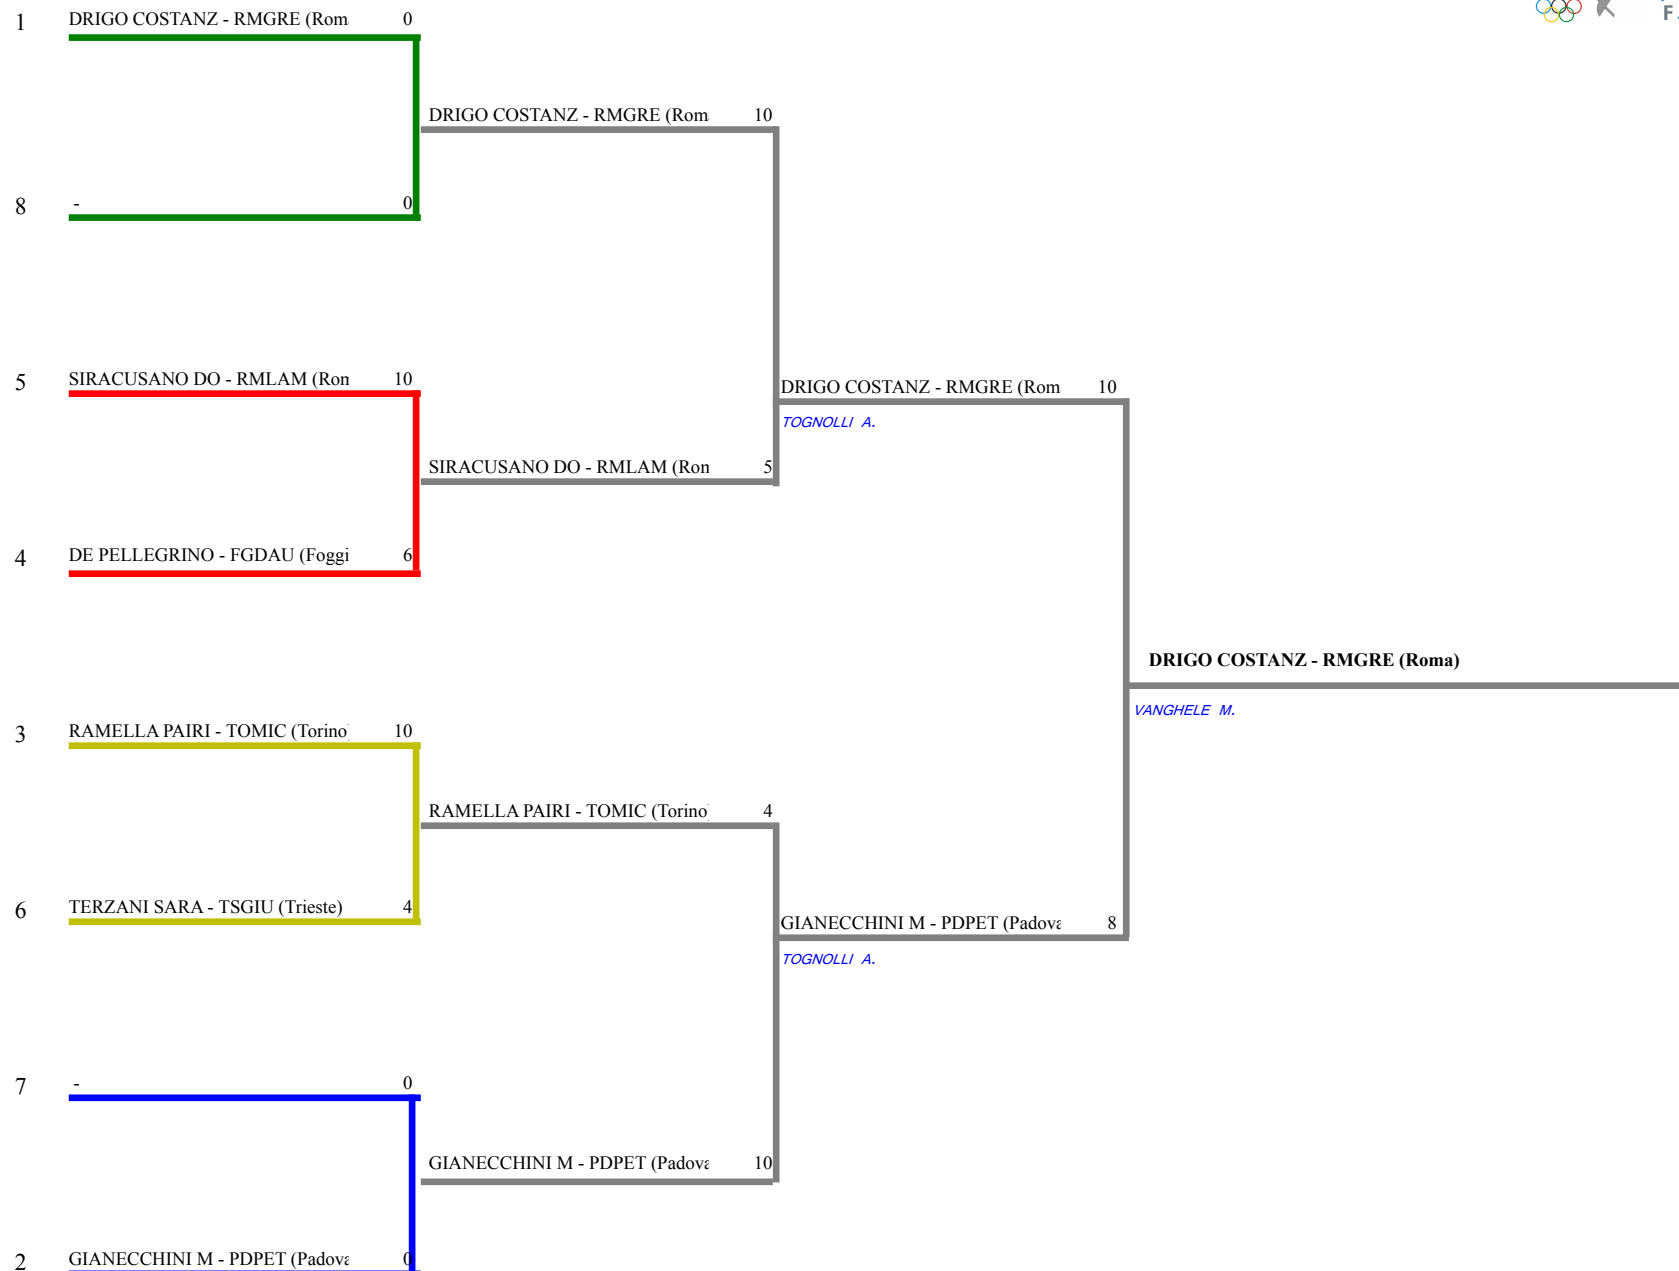 1 DRIGO COSTANZ - RMGRE (Rom 0
DRIGO COSTANZ - RMGRE (Rom 10
8 - 0
5 SIRACUSANO DO - RMLAM (Ron 10
DRIGO COSTANZ - RMGRE (Rom 10
TOGNOLLI A.
SIRACUSANO DO - RMLAM (Ron 5
4 DE PELLEGRINO - FGDAU (Foggi 6
DRIGO COSTANZ - RMGRE (Roma)
VANGHELE M.
3 RAMELLA PAIRI - TOMIC (Torino 10
RAMELLA PAIRI - TOMIC (Torino 4
6 TERZANI SARA - TSGIU (Trieste) 4
GIANECCHINI M - PDPET (Padova 8
TOGNOLLI A.
7 - 0
GIANECCHINI M - PDPET (Padova 10
2 GIANECCHINI M - PDPET (Padova 0